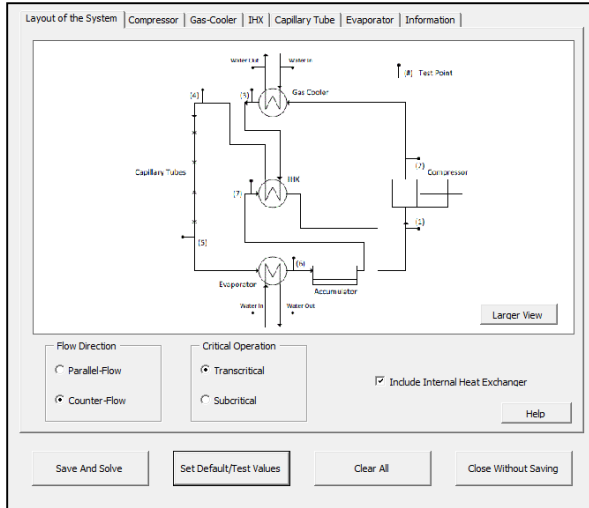 Layout of the System Compressor Gas-Cooler IHX Capillary Tube Evaporator Information
Water Out Water In
(#) Test Point
(4) (3) Gas Cooler
(2)
Capillary Tubes IHX Compressor
(7)
(1)
(5)
(6)
Evaporator Accumulator
Water In Water Out
Larger View
Flow Direction Critical Operation
Parallel-Flow Transcritical
Include Internal Heat Exchanger
Counter-Flow Subcritical
Help
Save And Solve Set Default/Test Values Clear All Close Without Saving